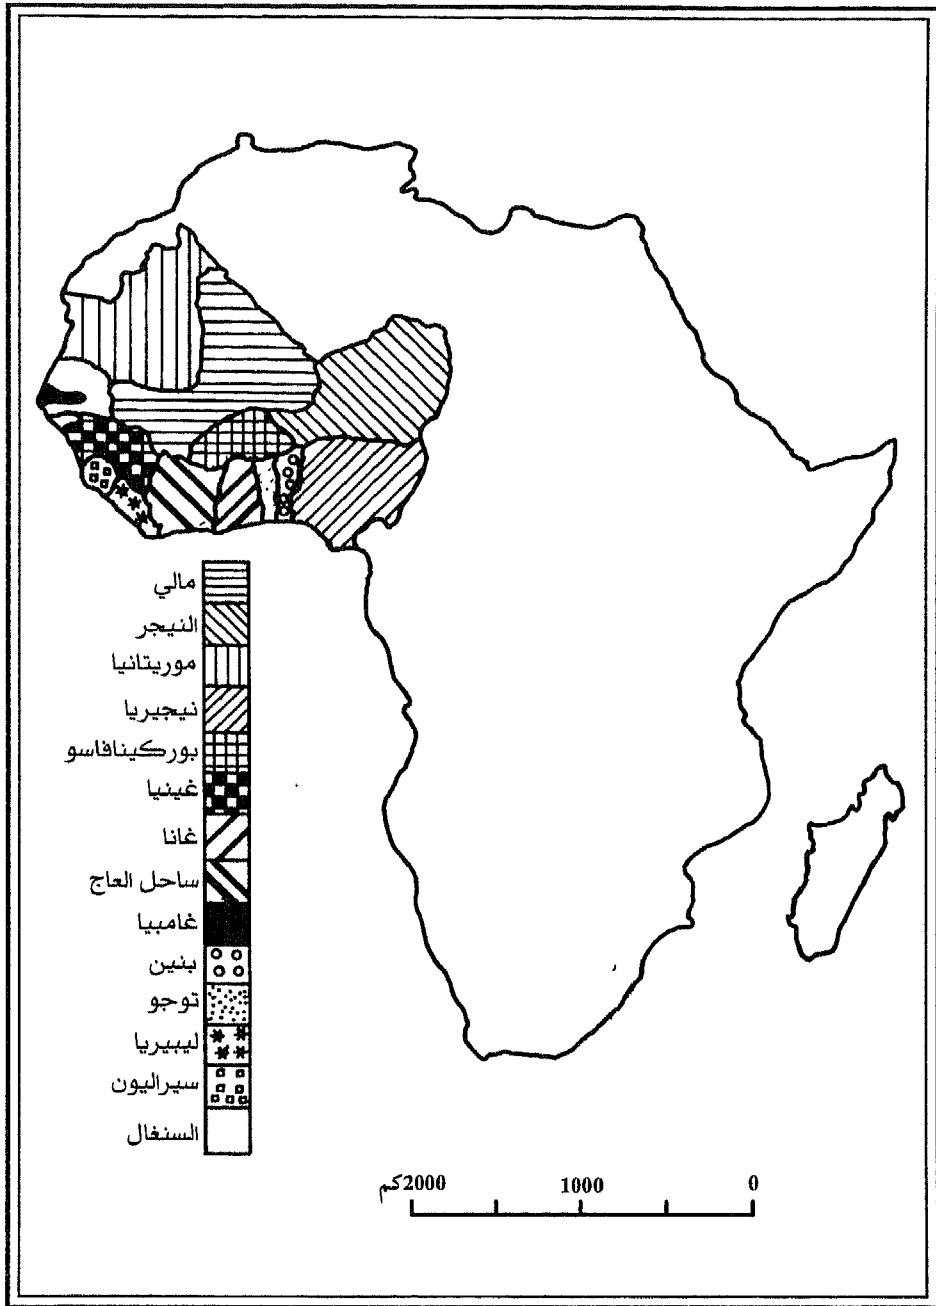 مالي
النيجر
موريتانيا
نيجيريا
بوركينافاسو
غينيا
غانا
ساحل العاج
غامبيا
بنين
توجو
ليبيريا
سيراليون
السنغال
0 1000 2000كم